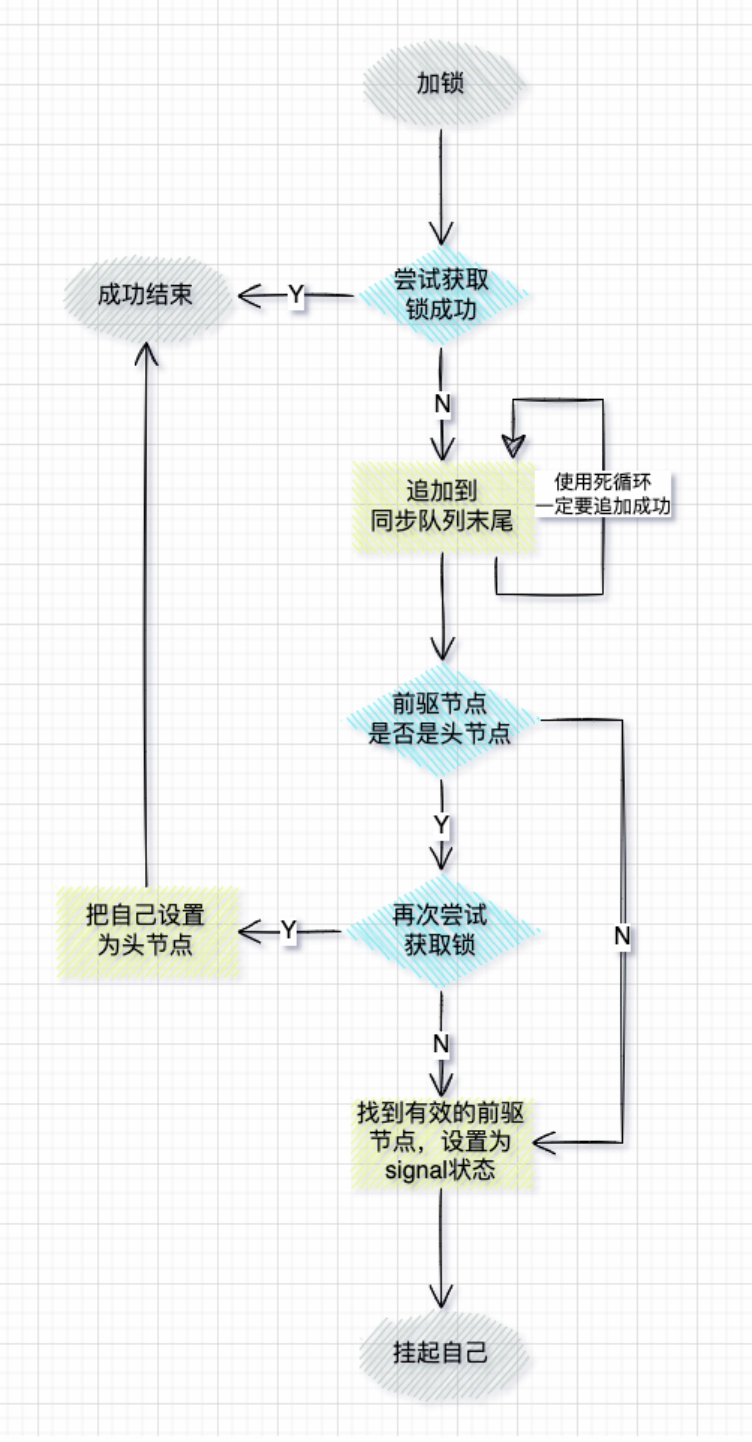 加锁
尝试获取
锁成功
Y
成功结束
N
追加到
同步队列末尾
使用死循环
一定要追加成功
前驱节点
是否是头节点
Y
再次尝试
获取锁
Y
把自己设置
为头节点
N
N
找到有效的前驱
节点，设置为
signal状态
挂起自己